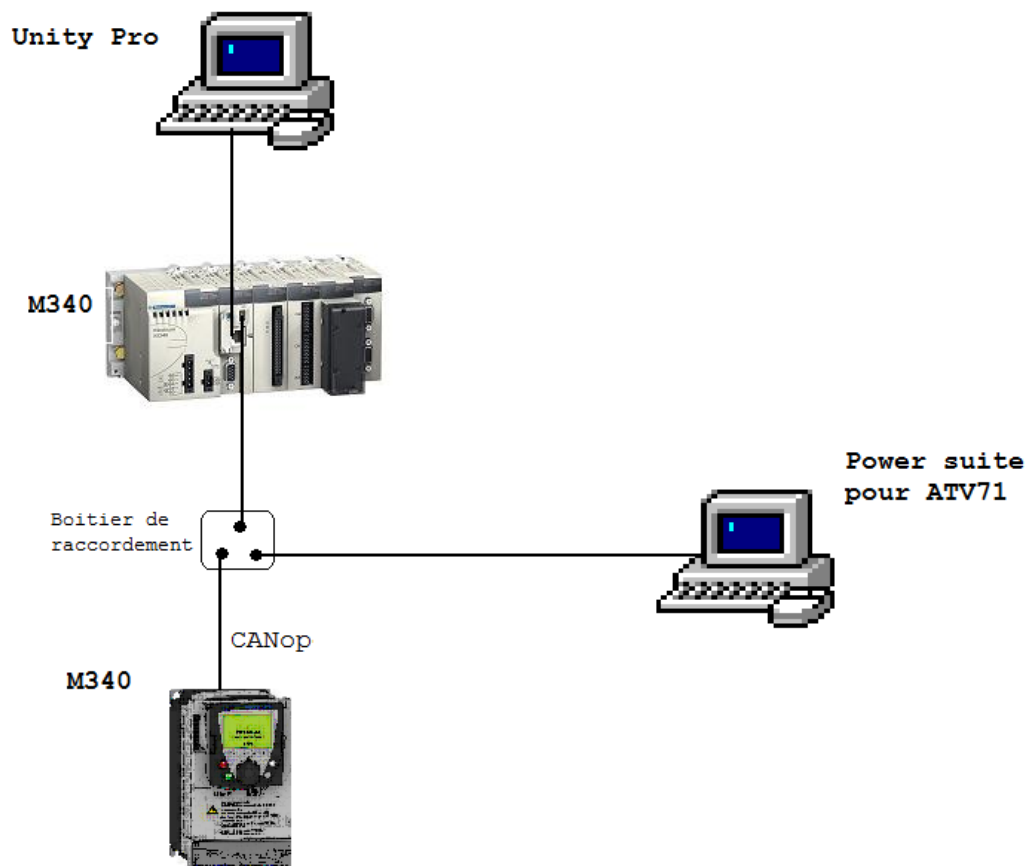 Unity Pro
M340
Power suite
pour ATV71
Boitier de
raccordement
CANop
M340